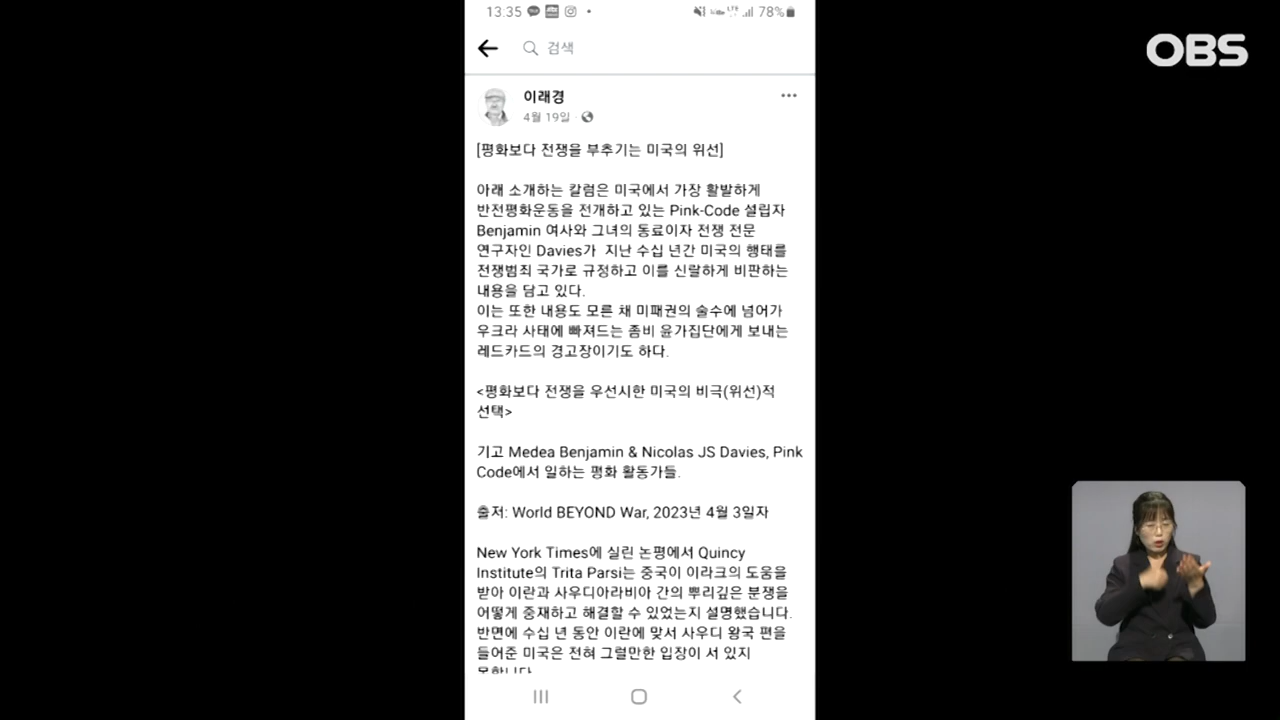 13.35
78%
OBS
검색
이래경
4월 19일
[평화보다 전쟁을 부추기는 미국의 위선]
아래 소개하는 칼럼은 미국에서 가장 활발하게
반전평화운동을 전개하고 있는 Pink-Code 설립자
Benjamin 여사와 그녀의 동료이자 전쟁 전문
연구자인 Davies가 지난 수십 년간 미국의 행태를
전쟁범죄 국가로 규정하고 이를 신랄하게 비판하는
내용을 담고 있다.
이는 또한 내용도 모른 채 미패권의 술수에 넘어가
우크라 사태에 빠져드는 좀비 윤가집단에게 보내는
레드카드의 경고장이기도 하다.
<평화보다 전쟁을 우선시한 미국의 비극(위선)적
선택>
기고 Medea Benjamin & Nicolas JS Davies, Pink
Code에서 일하는 평화 활동가들.
출저: World BEYOND War, 2023년 4월 3일자
New York Times에 실린 논평에서 Quincy
Institute의 Trita Parsi는 중국이 이라크의 도움을
받아 이란과 사우디아라비아 간의 뿌리깊은 분쟁을
어떻게 중재하고 해결할 수 있었는지 설명했습니다.
반면에 수십 년 동안 이란에 맞서 사우디 왕국 편을
들어준 미국은 전혀 그럴만한 입장이 서 있지